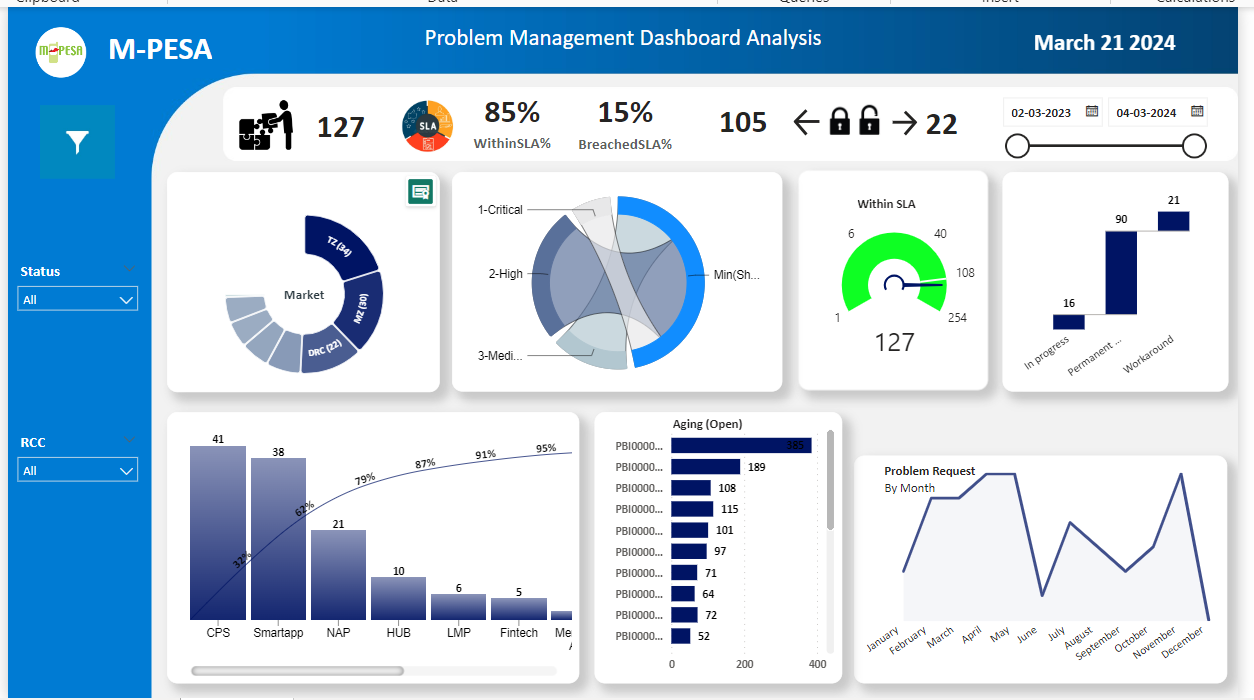 Clipboard
Data
Queries
Insert
Calculations
M-PESA
M-PESA
Problem Management Dashboard Analysis
March 21 2024
127
SLA
85%
WithinSLA%
15%
BreachedSLA%
105
22
02-03-2023
04-03-2024
Status
All
RCC
All
Market
TZ (34)
MZ (30)
DRC (22)
1-Critical
2-High
3-Medi...
Min(Sh...
Within SLA
6
40
108
1
254
127
16
90
21
In progress
Permanent ...
Workaround
41
38
21
10
6
5
32%
62%
79%
87%
91%
95%
CPS
Smartapp
NAP
HUB
LMP
Fintech
Aging (Open)
PBI0000... 385
PBI0000... 189
PBI0000... 108
PBI0000... 115
PBI0000... 101
PBI0000... 97
PBI0000... 71
PBI0000... 64
PBI0000... 72
PBI0000... 52
0 200 400
Problem Request
By Month
January
February
March
April
May
June
July
August
September
October
November
December